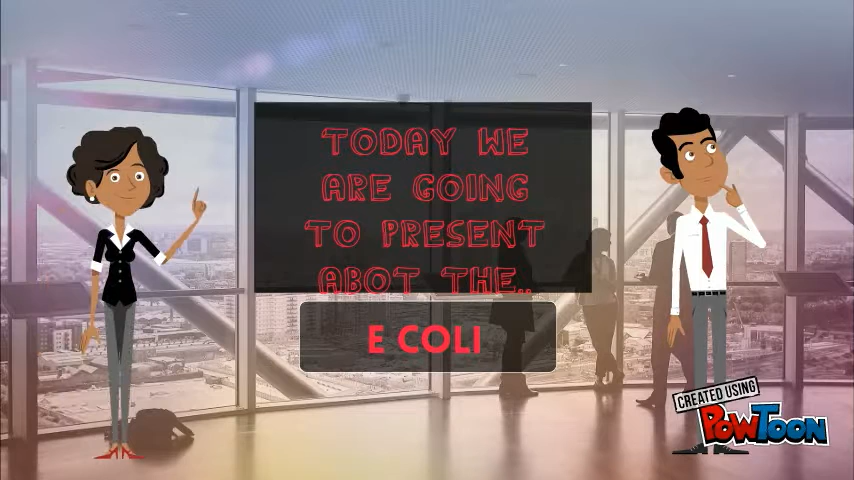 TODAY WE
ARE GOING
TO PRESENT
ABOT THE..
E COLI
CREATED USING
POWTOON